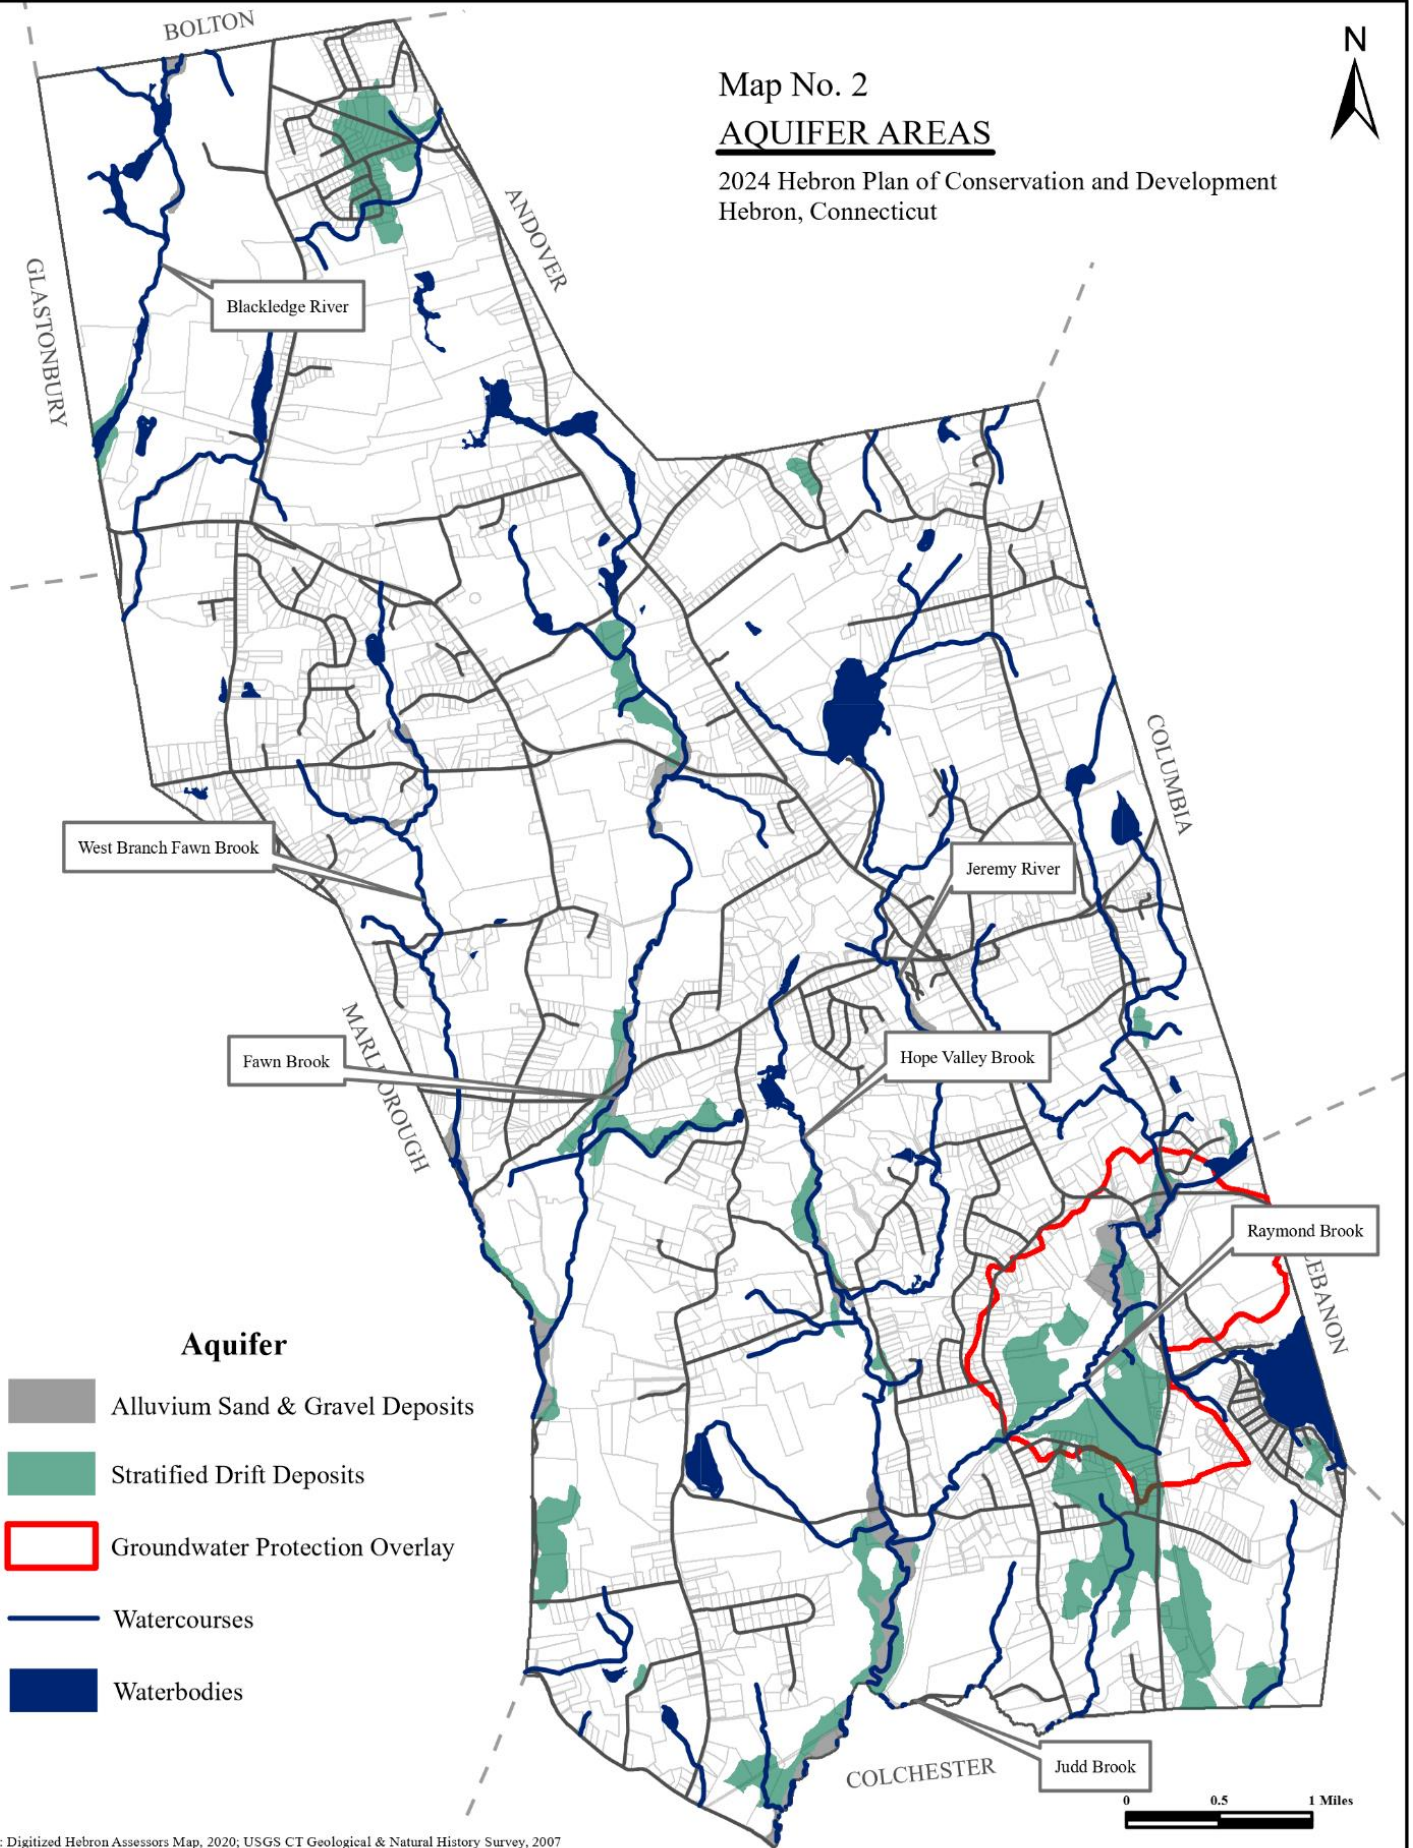 BOLTON
N
Map No. 2
AQUIFER AREAS
2024 Hebron Plan of Conservation and Development
Hebron, Connecticut
ANDOVER
GLASTONBURY
Blackledge River
COLUMBIA
West Branch Fawn Brook
Jeremy River
MARLBOROUGH
Fawn Brook
Hope Valley Brook
Raymond Brook
LEBANON
Aquifer
Alluvium Sand & Gravel Deposits
Stratified Drift Deposits
Groundwater Protection Overlay
Watercourses
Waterbodies
COLCHESTER
Judd Brook
0 0.5 1 Miles
: Digitized Hebron Assessors Map, 2020; USGS CT Geological & Natural History Survey, 2007